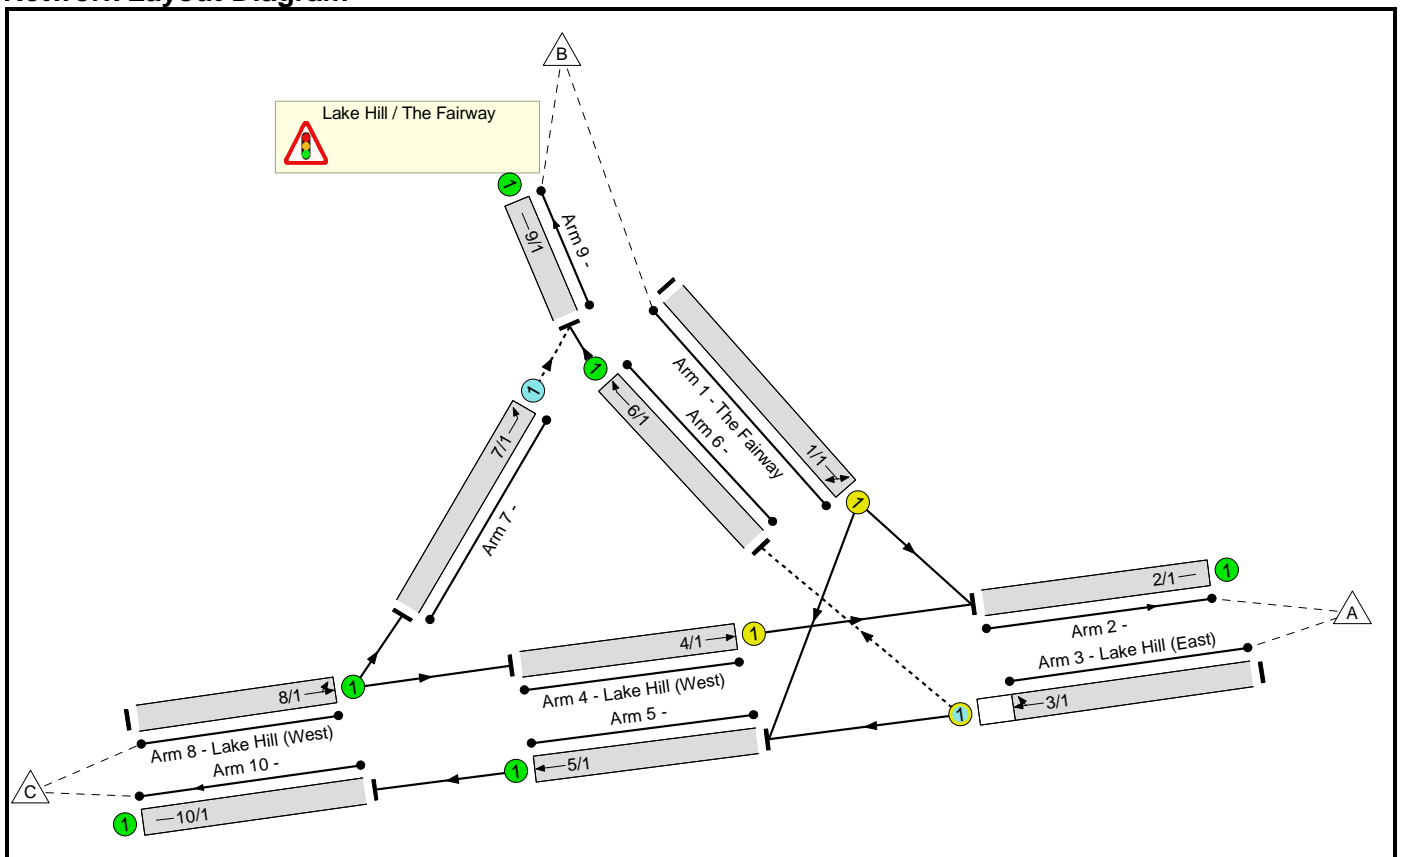 Network Layout Diagram
B
Lake Hill / The Fairway
1
9/1
Arm 9 -
1
1
6/1
Arm 6 -
Arm 1 - The Fairway
1/1
1
7/1
Arm 7 -
2/1
1
Arm 2 -
A
Arm 3 - Lake Hill (East)
3/1
1
4/1
1
Arm 4 - Lake Hill (West)
8/1
1
Arm 8 - Lake Hill (West)
Arm 5 -
5/1
1
Arm 10 -
C
10/1
1